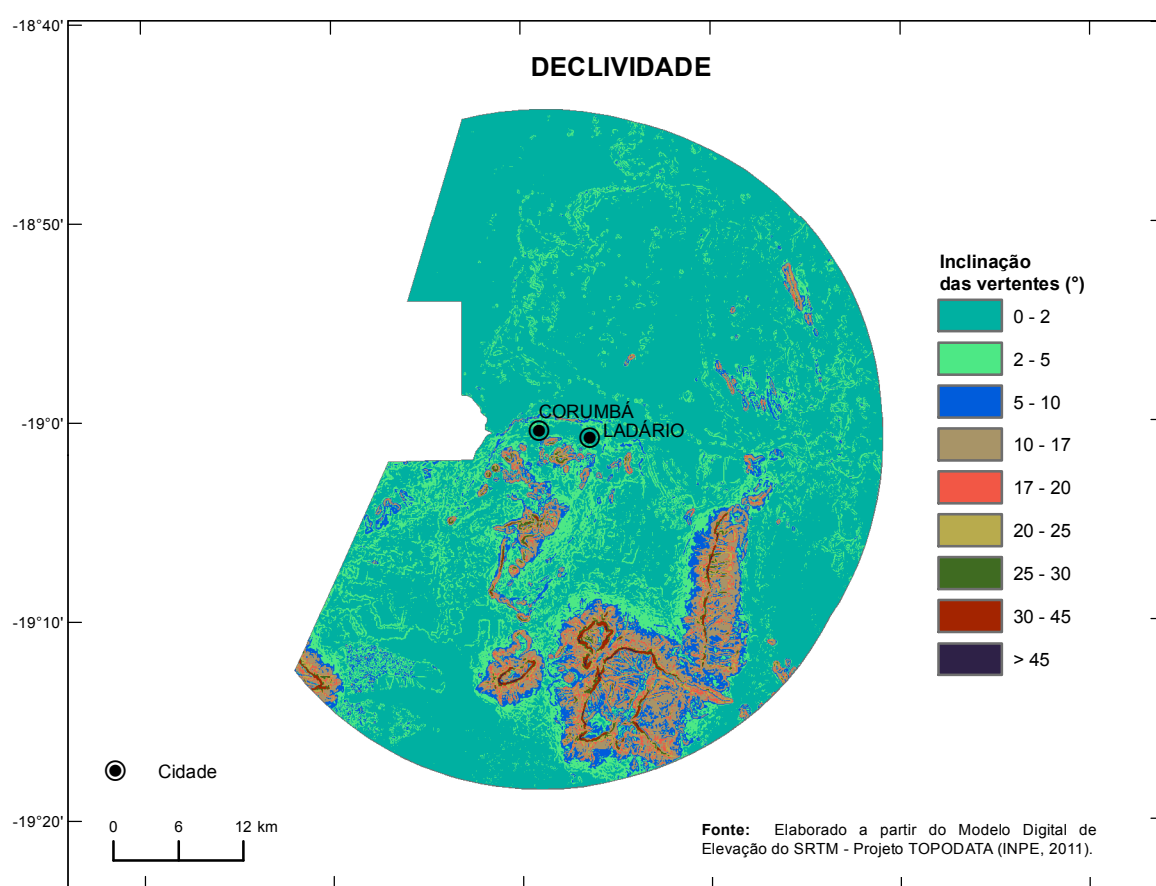 -18°40'
DECLIVIDADE
-18°50'
Inclinação
das vertentes (°)
0 - 2
2 - 5
5 - 10
10 - 17
17 - 20
20 - 25
25 - 30
30 - 45
> 45
CORUMBÁ
-19°0'
LADÁRIO
-19°10'
Cidade
-19°20'
0 6 12 km
Fonte: Elaborado a partir do Modelo Digital de
Elevação do SRTM - Projeto TOPODATA (INPE, 2011).